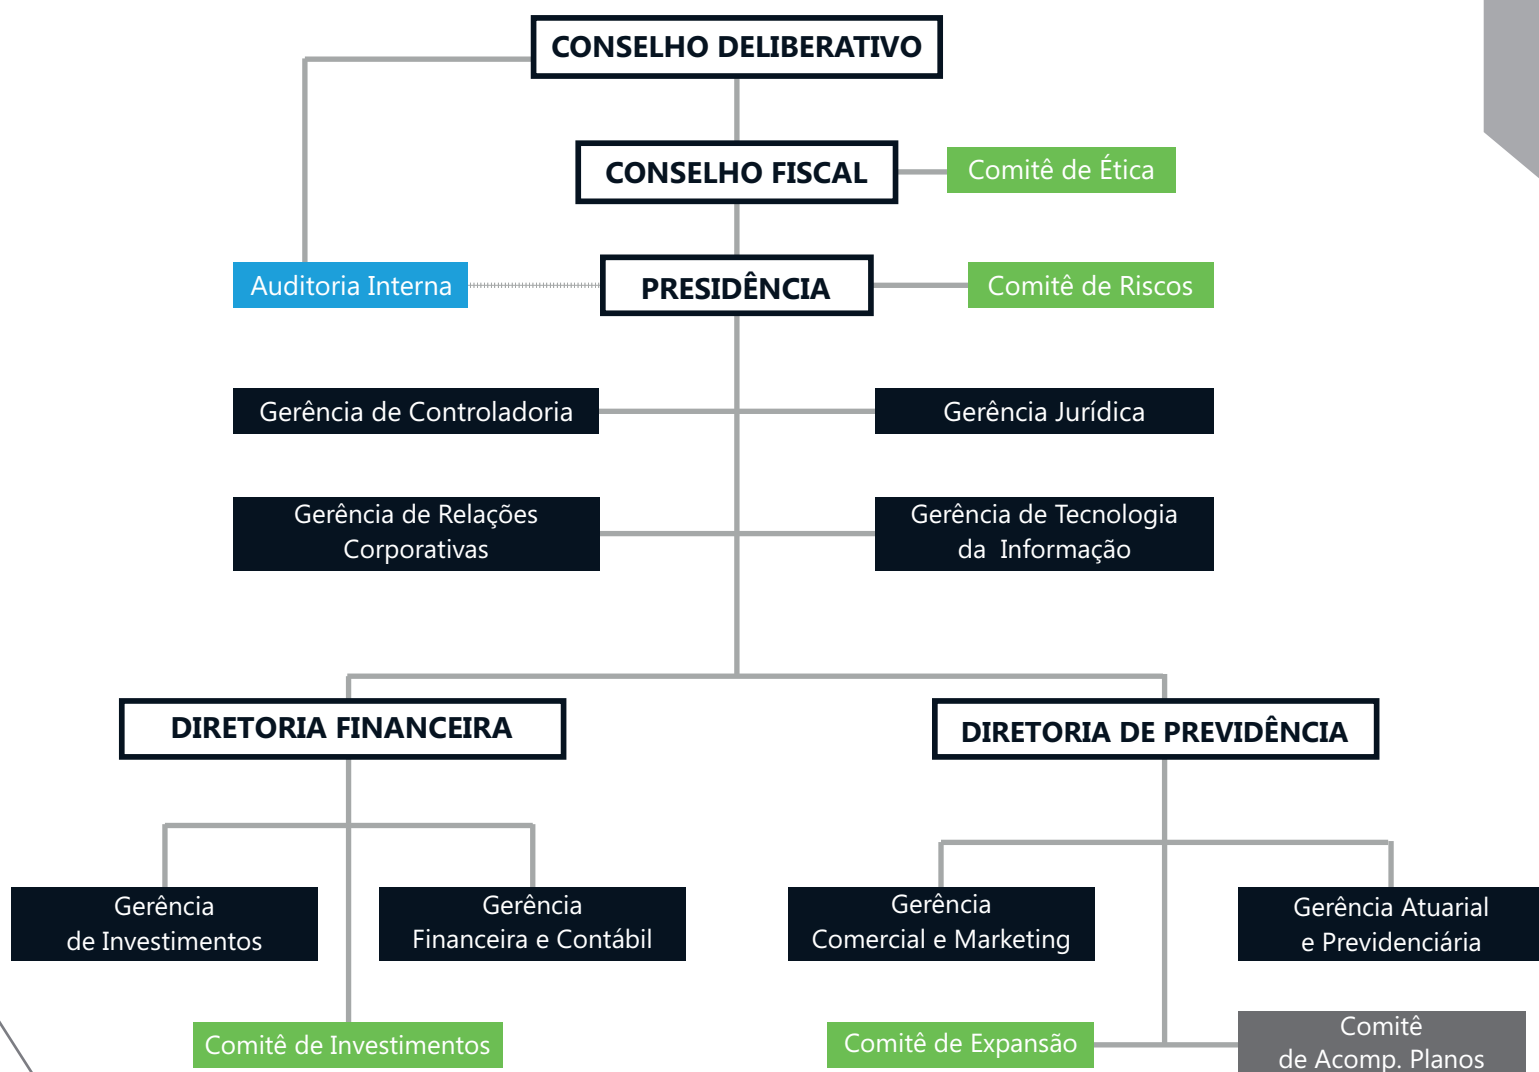 CONSELHO DELIBERATIVO
CONSELHO FISCAL
Comitê de Ética
Auditoria Interna
PRESIDÊNCIA
Comitê de Riscos
Gerência de Controladoria
Gerência Jurídica
Gerência de Relações
Corporativas
Gerência de Tecnologia
da Informação
DIRETORIA FINANCEIRA
DIRETORIA DE PREVIDÊNCIA
Gerência
de Investimentos
Gerência
Financeira e Contábil
Gerência
Comercial e Marketing
Gerência Atuarial
e Previdenciária
Comitê de Investimentos
Comitê de Expansão
Comitê
de Acomp. Planos